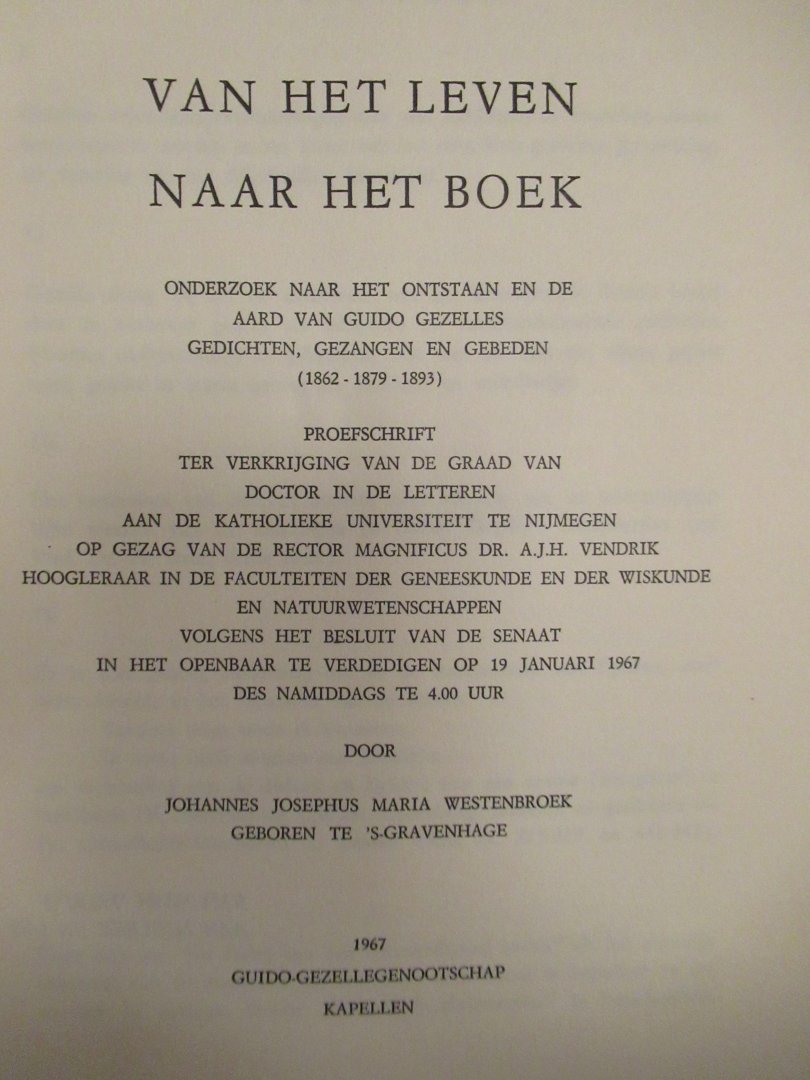 VAN HET LEVEN
NAAR HET BOEK
ONDERZOEK NAAR HET ONTSTAAN EN DE
AARD VAN GUIDO GEZELLES
GEDICHTEN, GEZANGEN EN GEBEDEN
(1862 - 1879 - 1893)
PROEFSCHRIFT
TER VERKRIJGING VAN DE GRAAD VAN
DOCTOR IN DE LETTEREN
AAN DE KATHOLIEKE UNIVERSITEIT TE NIJMEGEN
OP GEZAG VAN DE RECTOR MAGNIFICUS DR. A.J.H. VENDRIK
HOOGLERAAR IN DE FACULTEITEN DER GENEESKUNDE EN DER WISKUNDE
EN NATUURWETENSCHAPPEN
VOLGENS HET BESLUIT VAN DE SENAAT
IN HET OPENBAAR TE VERDEDIGEN OP 19 JANUARI 1967
DES NAMIDDAGS TE 4.00 UUR
DOOR
JOHANNES JOSEPHUS MARIA WESTENBROEK
GEBOREN TE 'S-GRAVENHAGE
1967
GUIDO-GEZELLEGENOOTSCHAP
KAPELLEN